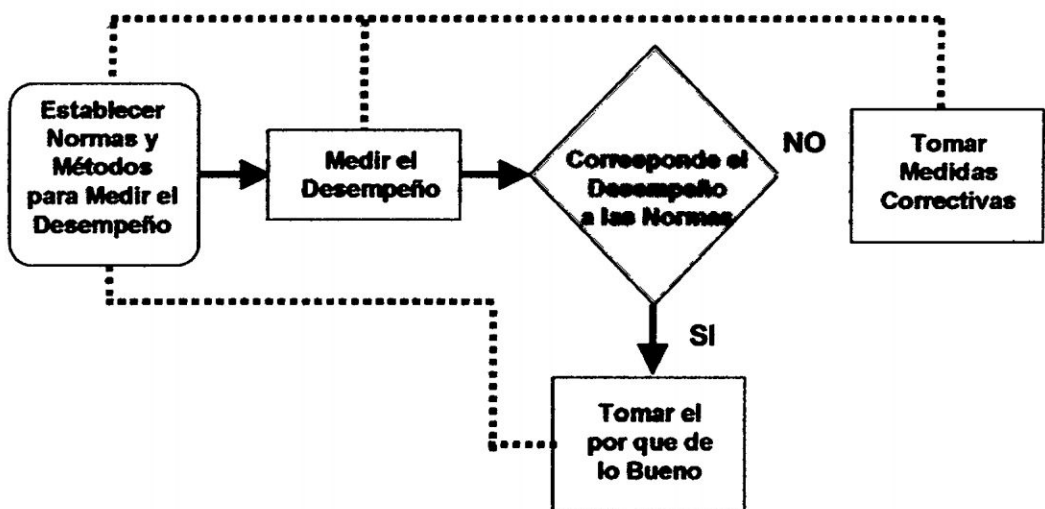 Establecer
Normas y
Métodos
para Medir el
Desempeño
Medir el
Desempeño
Corresponde el
Desempeño
a las Normas
NO
Tomar
Medidas
Correctivas
SI
Tomar el
por que de
lo Bueno